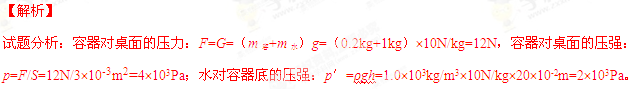 【解析】
试题分析：容器对桌面的压力：F=G=（m容+m水）g=（0.2kg+1kg）×10N/kg=12N，容器对桌面的压强：
p=F/S=12N/3×10⁻³m²=4×10³Pa；水对容器底的压强：p′=ρgh=1.0×10³kg/m³×10N/kg×20×10⁻²m=2×10³Pa。